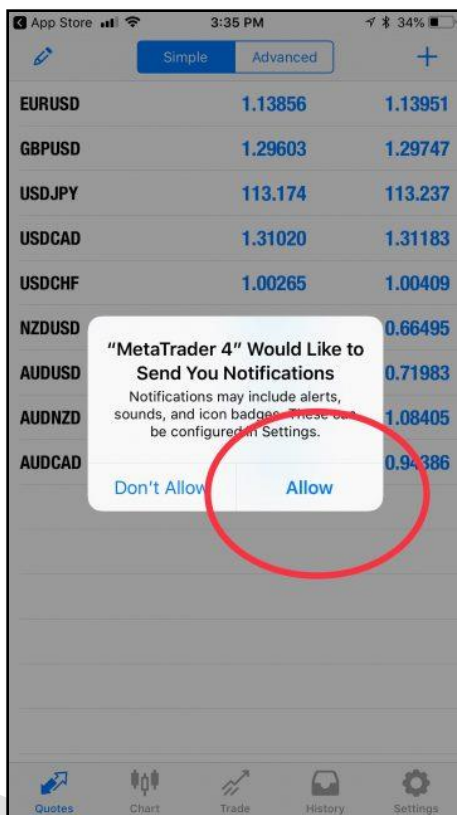 App Store 3:35 PM 34%
Simple Advanced +
EURUSD 1.13856 1.13951
GBPUSD 1.29603 1.29747
USDJPY 113.174 113.237
USDCAD 1.31020 1.31183
USDCHF 1.00265 1.00409
NZDUSD 0.66495
"MetaTrader 4" Would Like to
Send You Notifications
AUDUSD 0.71983
Notifications may include alerts,
sounds, and icon badges. These can
be configured in Settings.
AUDNZD 1.08405
AUDCAD 0.94386
Don't Allow Allow
Quotes Chart Trade History Settings